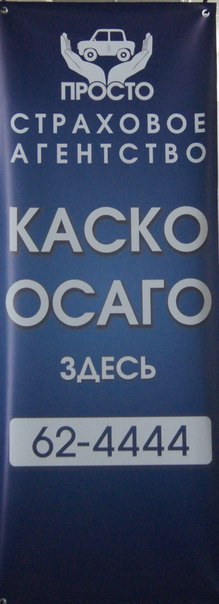 ПРОСТО
СТРАХОВОЕ
АГЕНТСТВО
КАСКО
ОСАГО
ЗДЕСЬ
62-4444